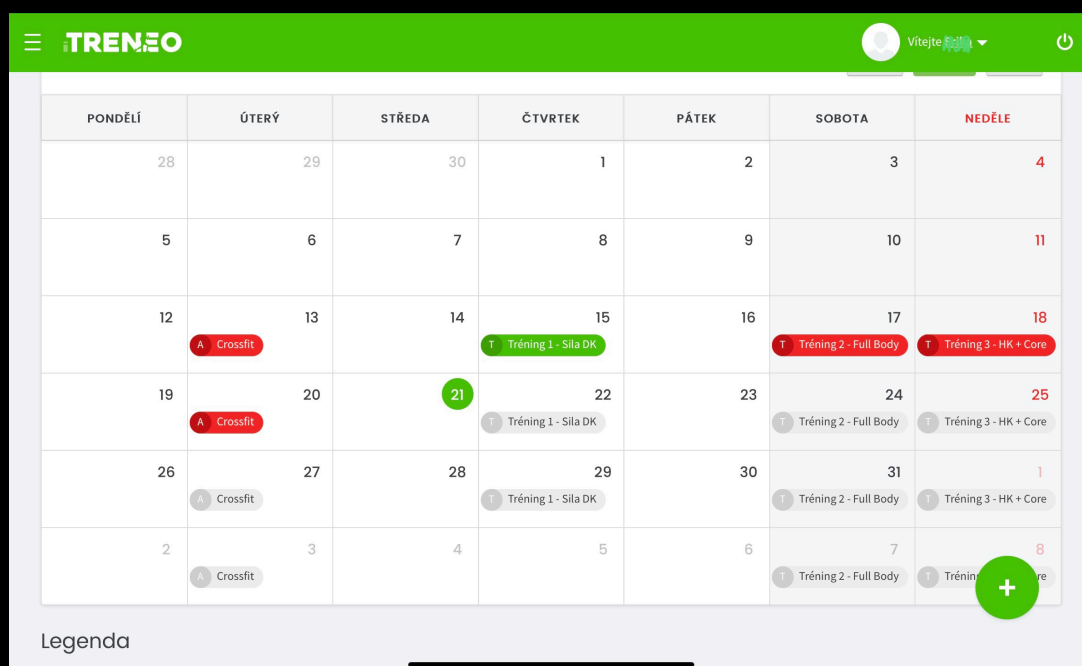 iTRENEO
Vítejte
PONDĚLÍ ÚTERÝ STŘEDA ČTVRTEK PÁTEK SOBOTA NEDĚLE
28 29 30 1 2 3 4
5 6 7 8 9 10 11
12 13 14 15 16 17 18
A Crossfit T Tréning 1 - Sila DK T Tréning 2 - Full Body T Tréning 3 - HK + Core
19 20 21 22 23 24 25
A Crossfit T Tréning 1 - Sila DK T Tréning 2 - Full Body T Tréning 3 - HK + Core
26 27 28 29 30 31 1
A Crossfit T Tréning 1 - Sila DK T Tréning 2 - Full Body T Tréning 3 - HK + Core
2 3 4 5 6 7 8
A Crossfit T Tréning 2 - Full Body T
+
Legenda